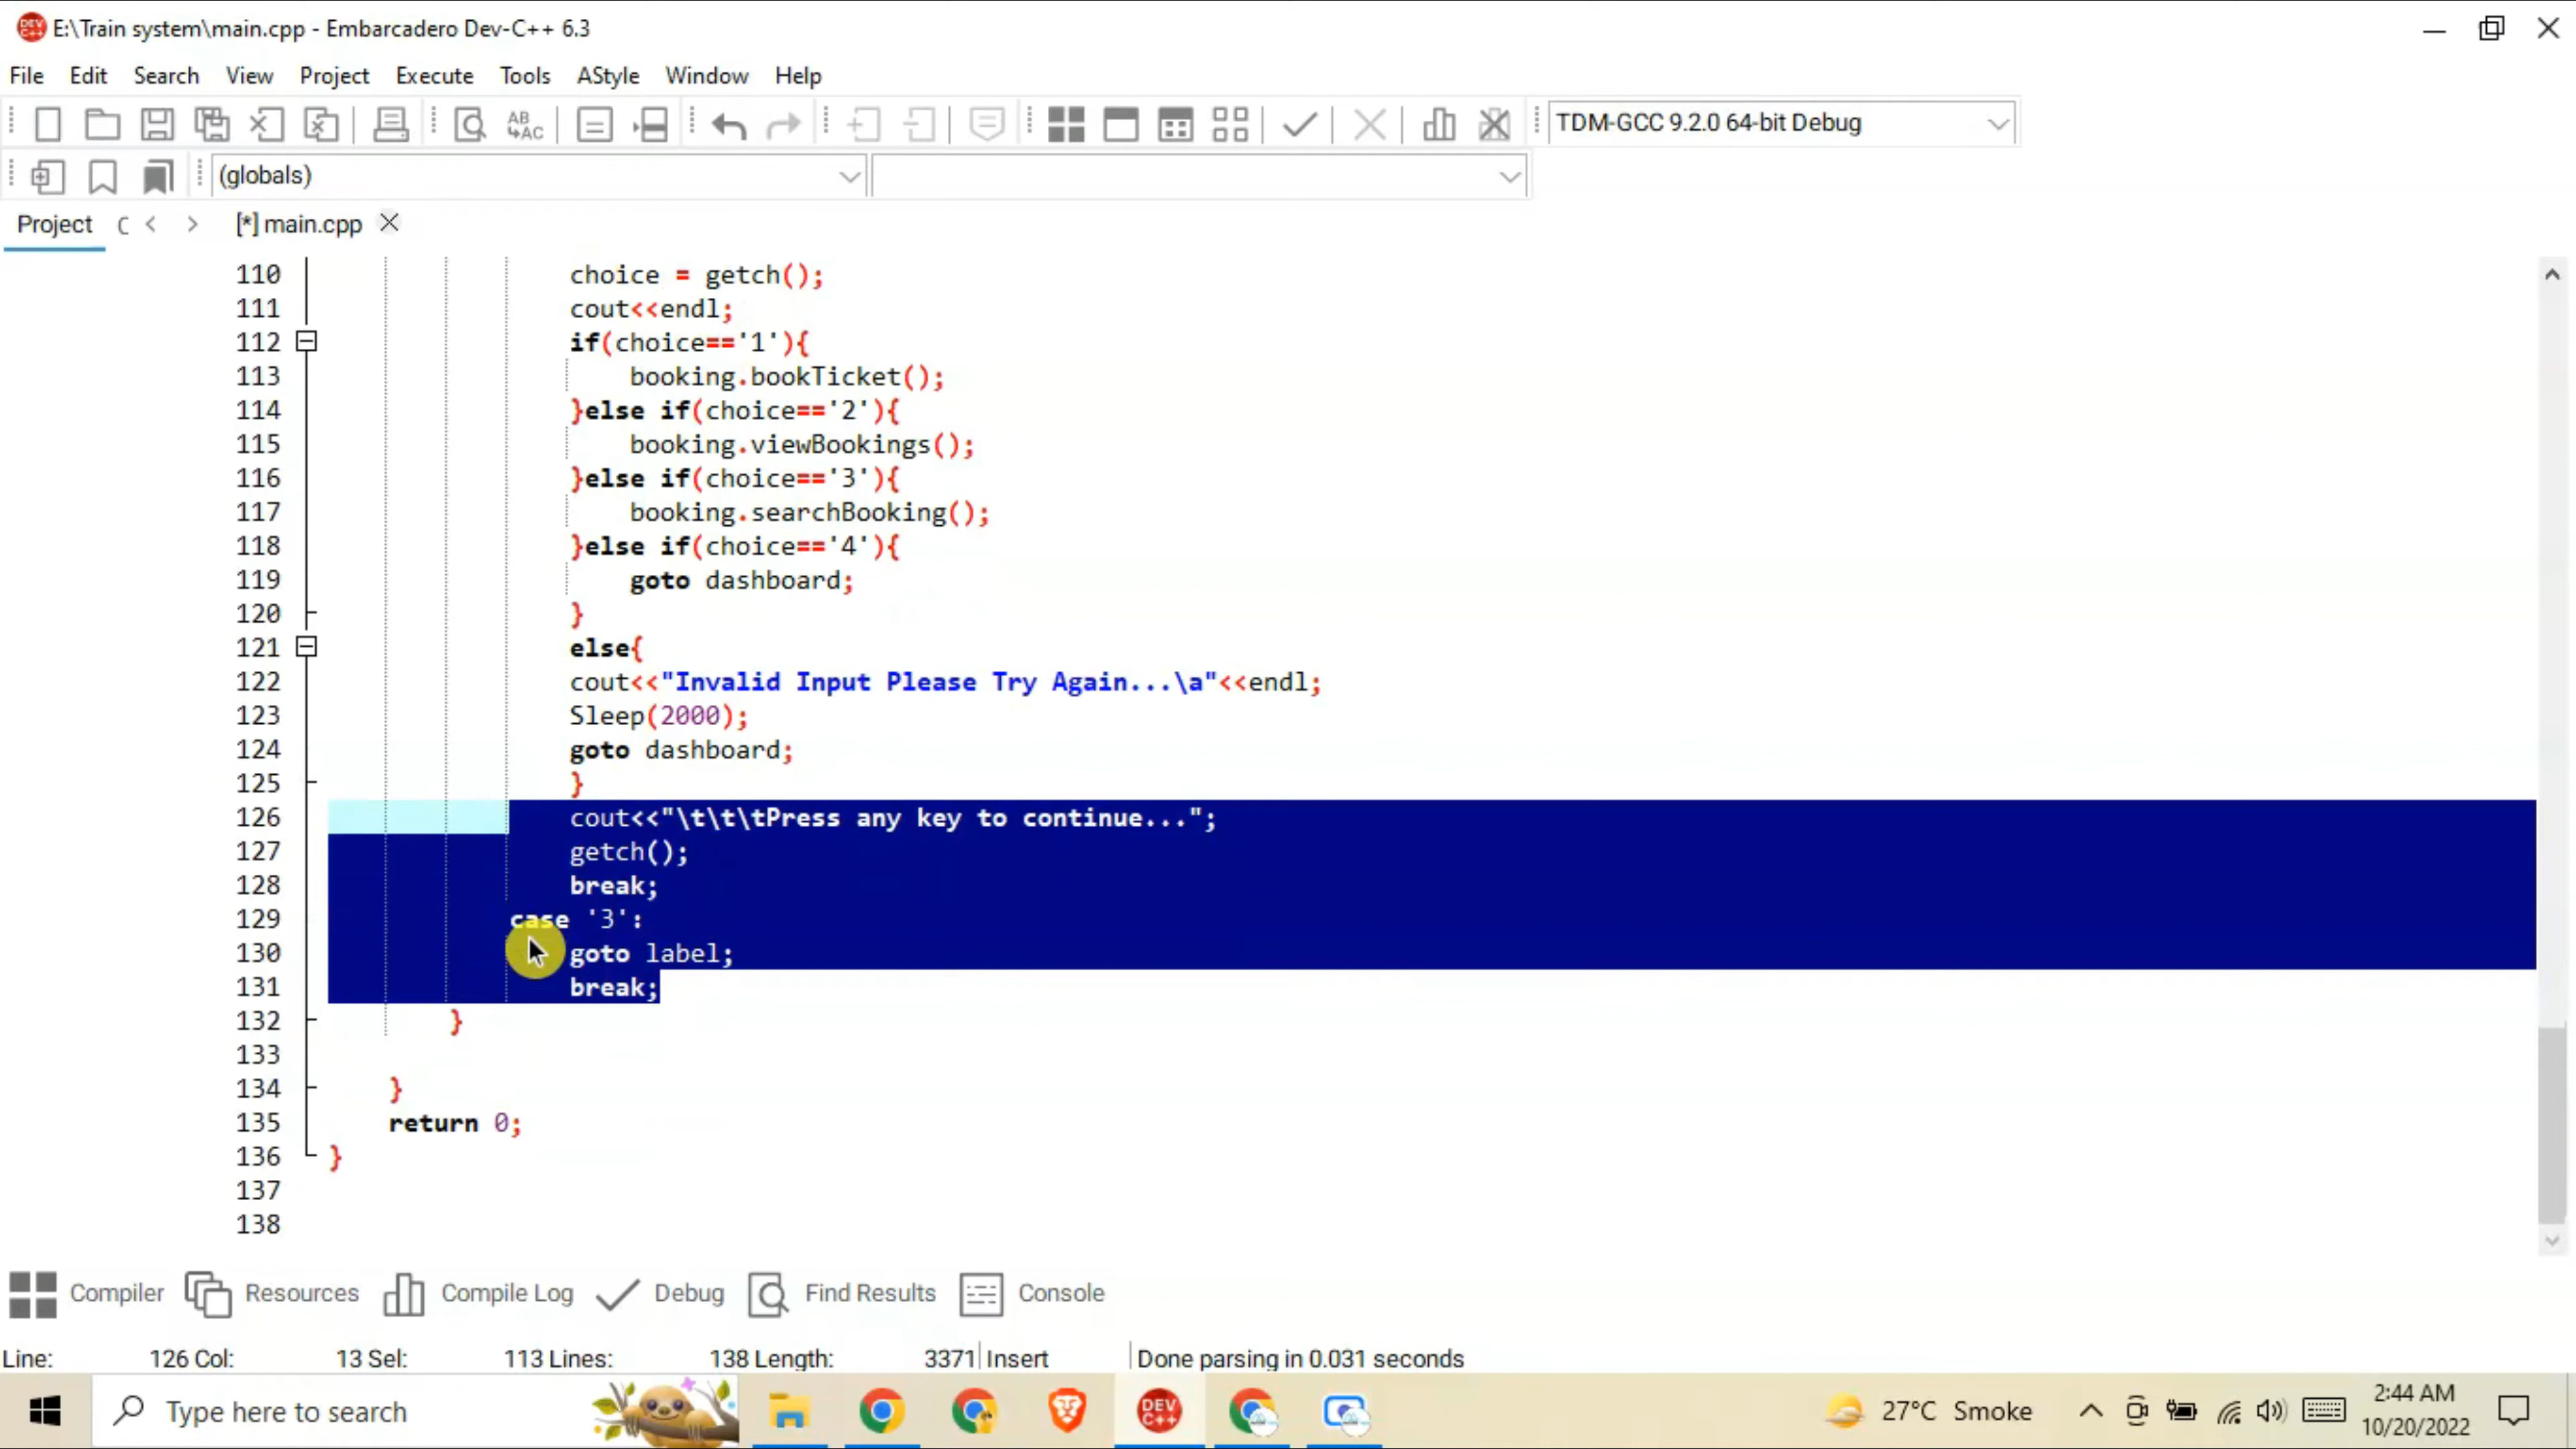 E:\Train system\main.cpp - Embarcadero Dev-C++ 6.3
File Edit Search View Project Execute Tools AStyle Window Help
TDM-GCC 9.2.0 64-bit Debug
(globals)
Project C [*] main.cpp
110 choice = getch();
111 cout<<endl;
112 if(choice=='1'){
113 booking.bookTicket();
114 }else if(choice=='2'){
115 booking.viewBookings();
116 }else if(choice=='3'){
117 booking.searchBooking();
118 }else if(choice=='4'){
119 goto dashboard;
120 }
121 else{
122 cout<<"Invalid Input Please Try Again...\a"<<endl;
123 Sleep(2000);
124 goto dashboard;
125 }
126 cout<<"\t\t\tPress any key to continue...";
127 getch();
128 break;
129 case '3':
130 goto label;
131 break;
132 }
133
134 }
135 return 0;
136 }
137
138
Compiler Resources Compile Log Debug Find Results Console
Line: 126 Col: 13 Sel: 113 Lines: 138 Length: 3371 Insert Done parsing in 0.031 seconds
Type here to search DEV C++ 27°C Smoke 2:44 AM
10/20/2022